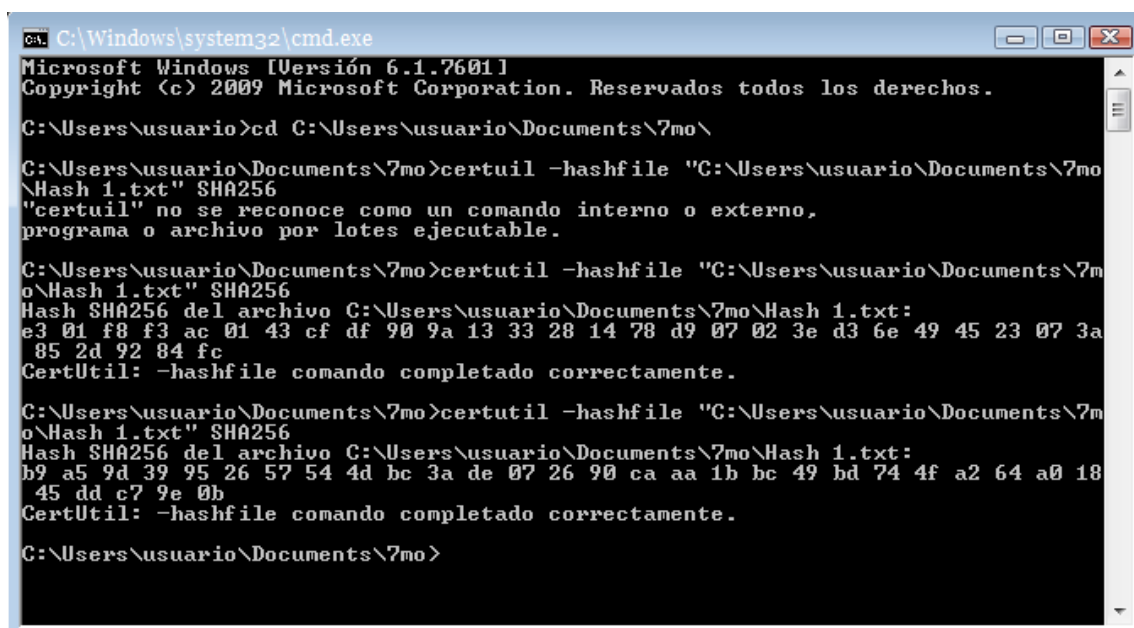 C:\Windows\system32\cmd.exe
Microsoft Windows [Versión 6.1.7601]
Copyright (c) 2009 Microsoft Corporation. Reservados todos los derechos.
C:\Users\usuario>cd C:\Users\usuario\Documents\7mo\
C:\Users\usuario\Documents\7mo>certuil -hashfile "C:\Users\usuario\Documents\7mo
\Hash 1.txt" SHA256
"certuil" no se reconoce como un comando interno o externo,
programa o archivo por lotes ejecutable.
C:\Users\usuario\Documents\7mo>certutil -hashfile "C:\Users\usuario\Documents\7m
o\Hash 1.txt" SHA256
Hash SHA256 del archivo C:\Users\usuario\Documents\7mo\Hash 1.txt:
e3 01 f8 f3 ac 01 43 cf df 90 9a 13 33 28 14 78 d9 07 02 3e d3 6e 49 45 23 07 3a
85 2d 92 84 fc
CertUtil: -hashfile comando completado correctamente.
C:\Users\usuario\Documents\7mo>certutil -hashfile "C:\Users\usuario\Documents\7m
o\Hash 1.txt" SHA256
Hash SHA256 del archivo C:\Users\usuario\Documents\7mo\Hash 1.txt:
b9 a5 9d 39 95 26 57 54 4d bc 3a de 07 26 90 ca aa 1b bc 49 bd 74 4f a2 64 a0 18
45 dd c7 9e 0b
CertUtil: -hashfile comando completado correctamente.
C:\Users\usuario\Documents\7mo>